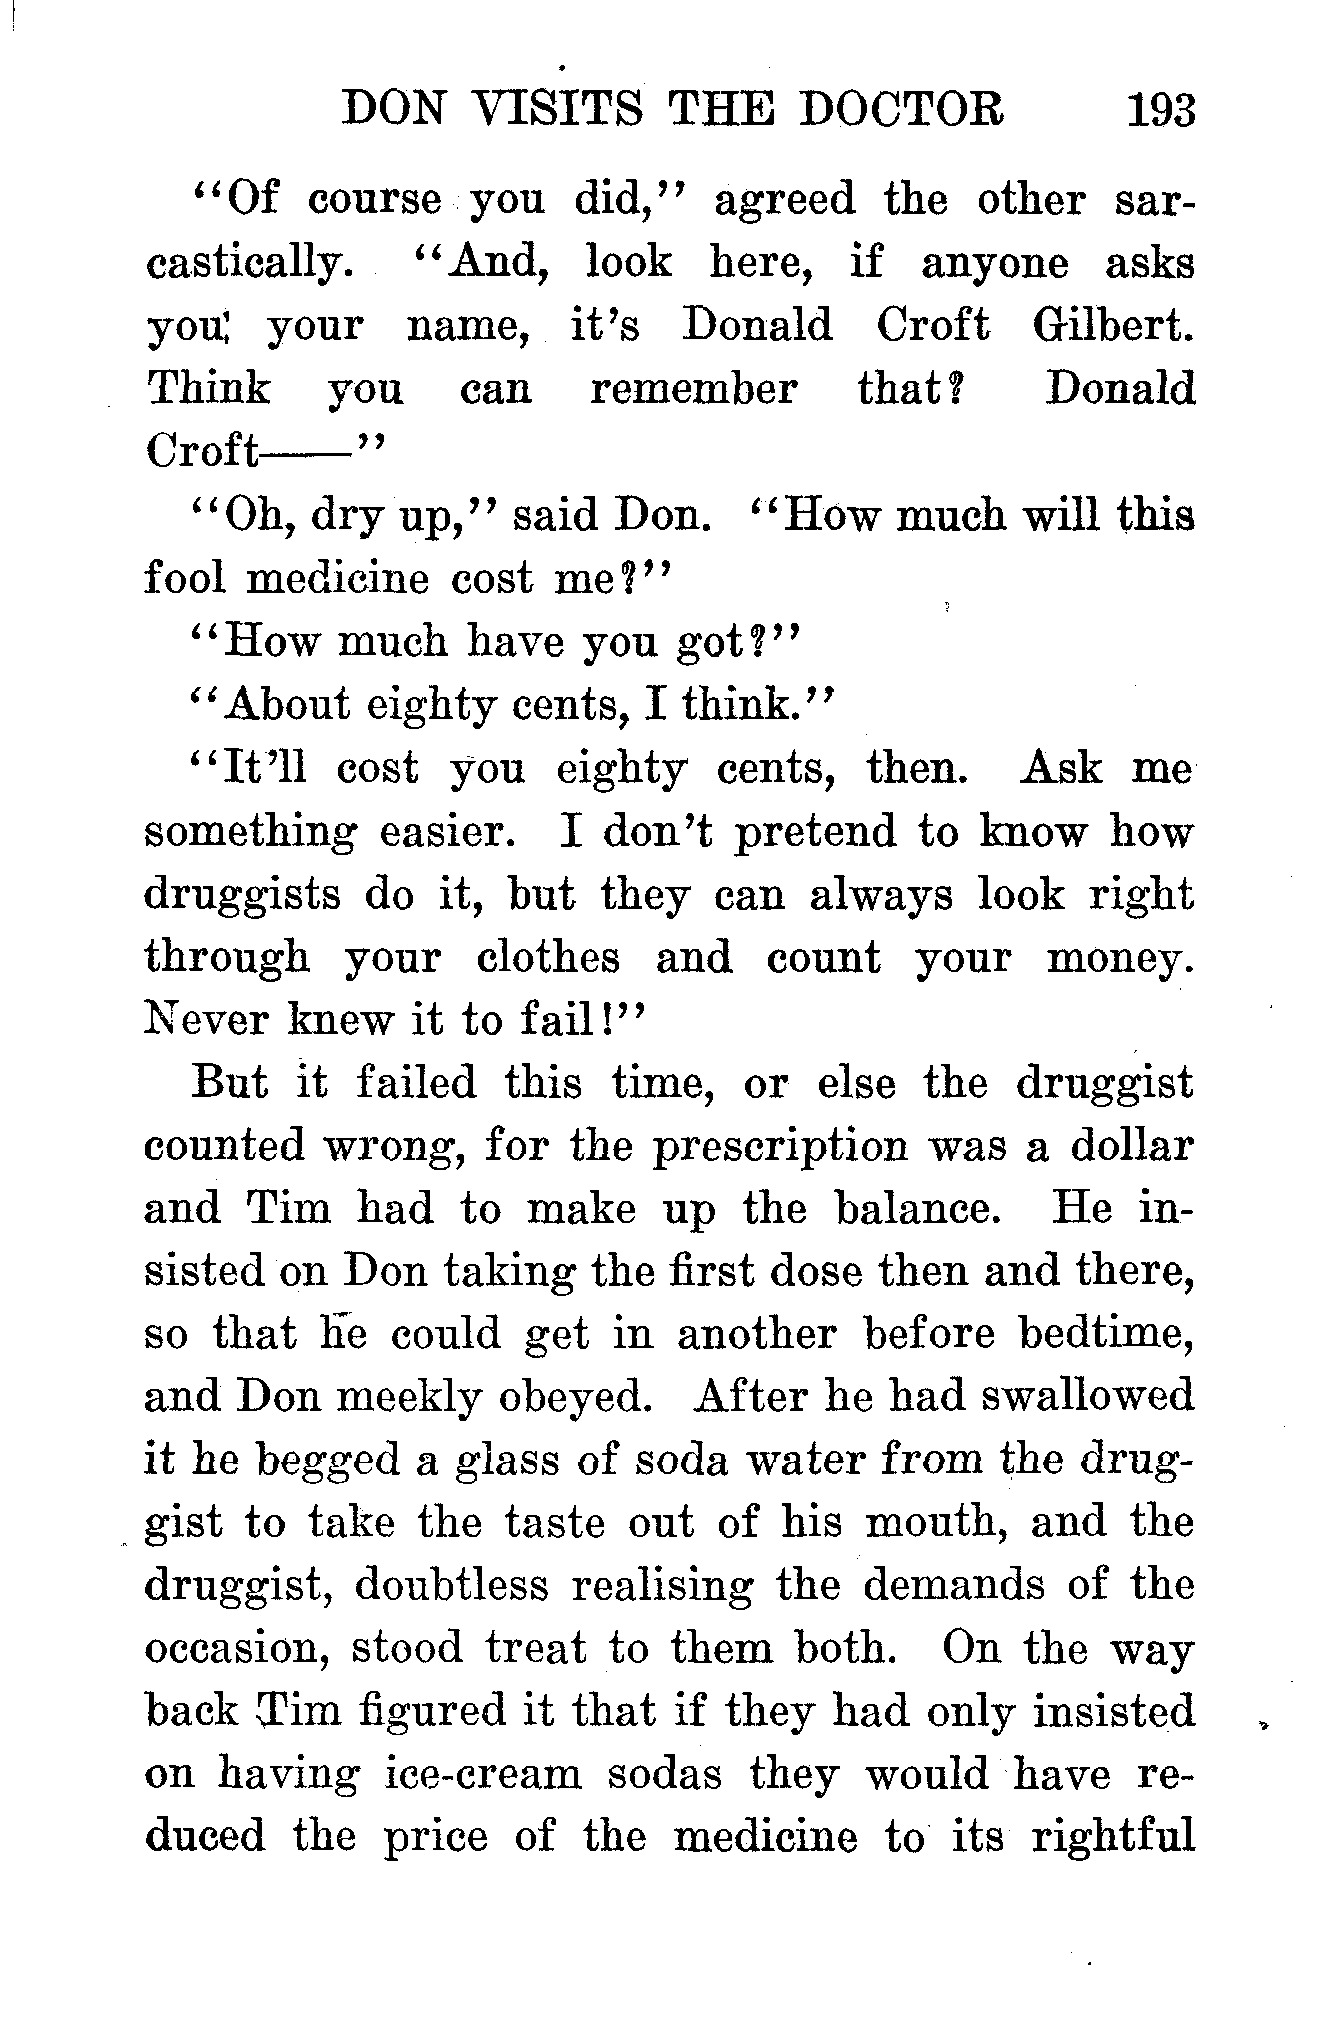 DON VISITS THE DOCTOR 193
“Of course you did,” agreed the other sar-
castically. “And, look here, if anyone asks
you; your name, it’s Donald Croft Gilbert.
Think you can remember that? Donald
Croft——”
“Oh, dry up,” said Don. “How much will this
fool medicine cost me?”
“How much have you got?”
“About eighty cents, I think.”
“It’ll cost you eighty cents, then. Ask me
something easier. I don’t pretend to know how
druggists do it, but they can always look right
through your clothes and count your money.
Never knew it to fail!”
But it failed this time, or else the druggist
counted wrong, for the prescription was a dollar
and Tim had to make up the balance. He in-
sisted on Don taking the first dose then and there,
so that he could get in another before bedtime,
and Don meekly obeyed. After he had swallowed
it he begged a glass of soda water from the drug-
gist to take the taste out of his mouth, and the
druggist, doubtless realising the demands of the
occasion, stood treat to them both. On the way
back Tim figured it that if they had only insisted
on having ice-cream sodas they would have re-
duced the price of the medicine to its rightful